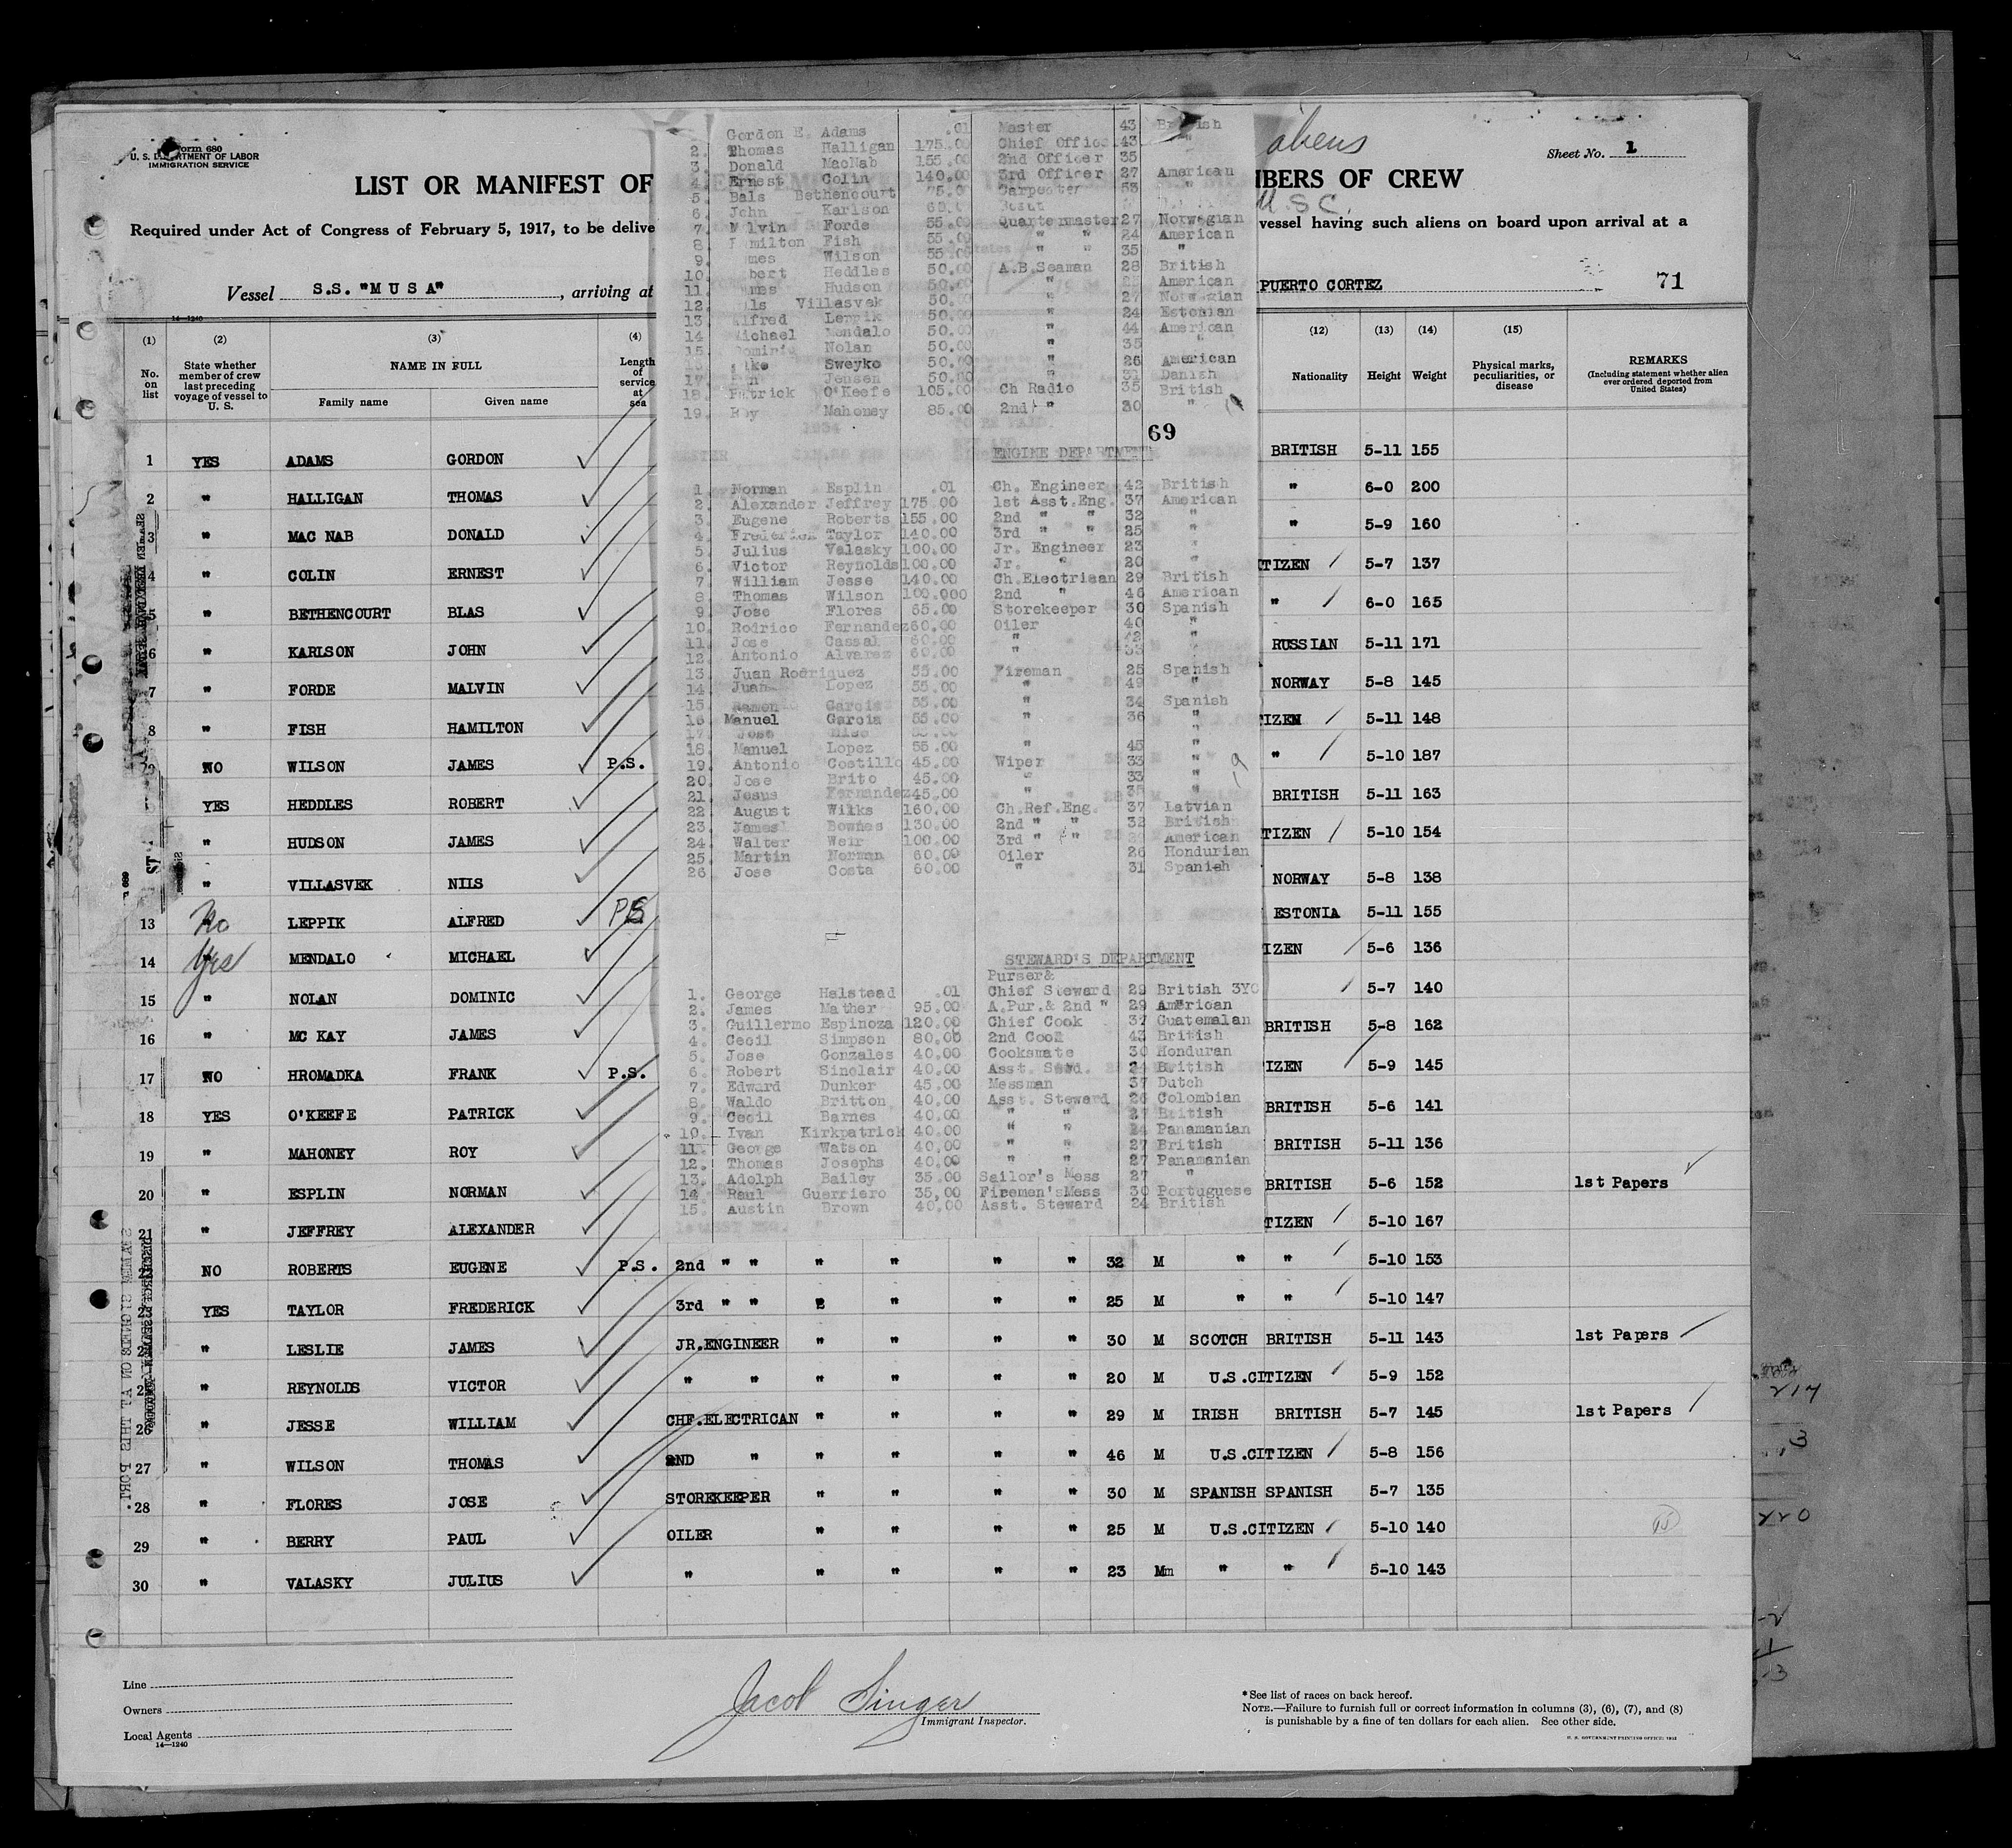 Form 680
U. S. DEPARTMENT OF LABOR
IMMIGRATION SERVICE
Sheet No. 1
LIST OR MANIFEST OF
MBERS OF CREW
Required under Act of Congress of February 5, 1917, to be delive
vessel having such aliens on board upon arrival at a
Vessel S.S. "MUSA" , arriving at
PUERTO CORTEZ 71
14—1240
(1) (2) (3) (4) (12) (13) (14) (15)
No. on list
State whether member of crew last preceding voyage of vessel to U. S.
NAME IN FULL
Family name Given name
Length of service at sea
Nationality Height Weight
Physical marks, peculiarities, or disease
REMARKS
(Including statement whether alien ever ordered deported from United States)
1 YES ADAMS GORDON BRITISH 5-11 155
2 " HALLIGAN THOMAS " 6-0 200
3 " MAC NAB DONALD " 5-9 160
4 " COLIN ERNEST TIZEN 5-7 137
5 " BETHENCOURT BLAS " 6-0 165
6 " KARLSON JOHN RUSSIAN 5-11 171
7 " FORDE MALVIN NORWAY 5-8 145
8 " FISH HAMILTON TIZEN 5-11 148
9 NO WILSON JAMES P.S. " 5-10 187
YES HEDDLES ROBERT BRITISH 5-11 163
" HUDSON JAMES TIZEN 5-10 154
" VILLASVEK NILS NORWAY 5-8 138
13 No LEPPIK ALFRED PS ESTONIA 5-11 155
14 Yes MENDALO MICHAEL IZEN 5-6 136
15 " NOLAN DOMINIC 5-7 140
16 " MC KAY JAMES BRITISH 5-8 162
17 NO HROMADKA FRANK P.S. IZEN 5-9 145
18 YES O'KEEFE PATRICK BRITISH 5-6 141
19 " MAHONEY ROY BRITISH 5-11 136
20 " ESPLIN NORMAN BRITISH 5-6 152 1st Papers
21 " JEFFREY ALEXANDER TIZEN 5-10 167
NO ROBERTS EUGENE P.S. 2nd " " " " " " 32 M " " 5-10 153
YES TAYLOR FREDERICK 3rd " " " " " 25 M " " 5-10 147
" LESLIE JAMES JR.ENGINEER " " " " 30 M SCOTCH BRITISH 5-11 143 1st Papers
" REYNOLDS VICTOR " " " " " " 20 M U.S.CITIZEN 5-9 152
26 " JESSE WILLIAM CHF.ELECTRICAN " " " " 29 M IRISH BRITISH 5-7 145 1st Papers
27 " WILSON THOMAS 2ND " " " " " 46 M U.S.CITIZEN 5-8 156
28 " FLORES JOSE STOREKEEPER " " " " 30 M SPANISH SPANISH 5-7 135
29 " BERRY PAUL OILER " " " " 25 M U.S.CITIZEN 5-10 140
30 " VALASKY JULIUS " " " " " 23 Mm " " 5-10 143
Gordon E. Adams .01 Master 43 British
2. Thomas Halligan 175.00 Chief Offic 43 "
3. Donald MacNab 155.00 2nd Officer 35
4. Ernest Colin 140.00 3rd Officer 27 American
5. Bals Bethencourt 75.0 Carpenter 53 "
6. John Karlson
7. Malvin Forde 55.00 Quartermaster 27 Norwegian
8. Hamilton Fish 55.00 " " 24 American
9. mes Wilson 55.00 " " 35 "
10. bert Heddles 50.00 A.B.Seaman 28 British
11. mes Hudson 50.00 " American
12. ils Villasvek 50.00 " 27 Norwegian
13. Alfred Leppik 50.00 " 24 Estonian
14 Michael Mendalo 50.00 " 44 American
15. Dominic Nolan 50.00 " 35 "
Mike Sweyko 50.00 " 26 American
17. Jensen 50.00 " Danish
18. Patrick O'Keefe 105.00 Ch Radio 35 British
19. Roy Mahoney 85.00 2nd " 30 "
69
ENGINE DEPARTMENT
1 Norman Esplin .01 Ch. Engineer 42 British
2. Alexander Jeffrey 175.00 1st Asst.Eng. 37 American
3. Eugene Roberts 155.00 2nd " " 32 "
4. Frederick Taylor 140.00 3rd " " 25 "
5. Julius Valasky 100.00 Jr. Engineer 23 "
6. Victor Reynolds 100.00 Jr. " 20 "
7 William Jesse 140.00 Ch.Electrican 29 British
8. Thomas Wilson 100.000 2nd " 46 American
9. Jose Flores 65.00 Storekeeper 30 Spanish
10. Rodrico Fernandez 60.00 Oiler 40 "
11. Jose Cassal 60.00 " 42 "
12. Antonio Alvarez 60.00 " "
13. Juan Rodriquez 55.00 Fireman 25 Spanish
14. Juan Lopez 55.00 " 49 "
15. Ramon Garcia 55.00 " 34 Spanish
16. Manuel Garcia 55.00 " 36 "
17. Jose
18. Manuel Lopez 55.00 " 45 "
19. Antonio Costillo 45.00 Wiper 33 "
20. Jose Brito 45.00 " 33 "
21. Jesus Fernandez 45.00 " "
22. August Wilks 160.00 Ch.Ref.Eng. 37 Latvian
23. James Bownes 130.00 2nd " " 32 British
24. Walter Weir 100.00 3rd " " American
25. Martin Norman 60.00 Oiler 26 Hondurian
26. Jose Costa 60.00 " 31 Spanish
STEWARD'S DEPARTMENT
Purser&
1. George Halstead .01 Chief Steward 29 British
2. James Mather 95.00 A.Pur.& 2nd " 29 American
3. Guillermo Espinoza 120.00 Chief Cook 37 Guatemalan
4. Cecil Simpson 80.00 2nd Cook 43 British
5. Jose Gonzales 40.00 Cooksmate 30 Honduran
6. Robert Sinclair 40.00 Asst. Stwd. 24 British
7. Edward Dunker 45.00 Messman 37 Dutch
8. Waldo Britton 40.00 Asst. Steward 26 Colombian
9. Cecil Barnes 40.00 " " 27 British
10. Ivan Kirkpatrick 40.00 " " 24 Panamanian
11. George Watson 40.00 " " 27 British
12. Thomas Josephs 40.00 " " 27 Panamanian
13. Adolph Bailey 35.00 Sailor's Mess 27 "
14. Raul Guerriero 35,00 Firemen'sMess 30 Portuguese
15. Austin Brown 40.00 Asst. Steward 24 British
Line
Owners
Local Agents
14—1240
Jacob Singer
Immigrant Inspector.
*See list of races on back hereof.
NOTE.—Failure to furnish full or correct information in columns (3), (6), (7), and (8)
is punishable by a fine of ten dollars for each alien. See other side.